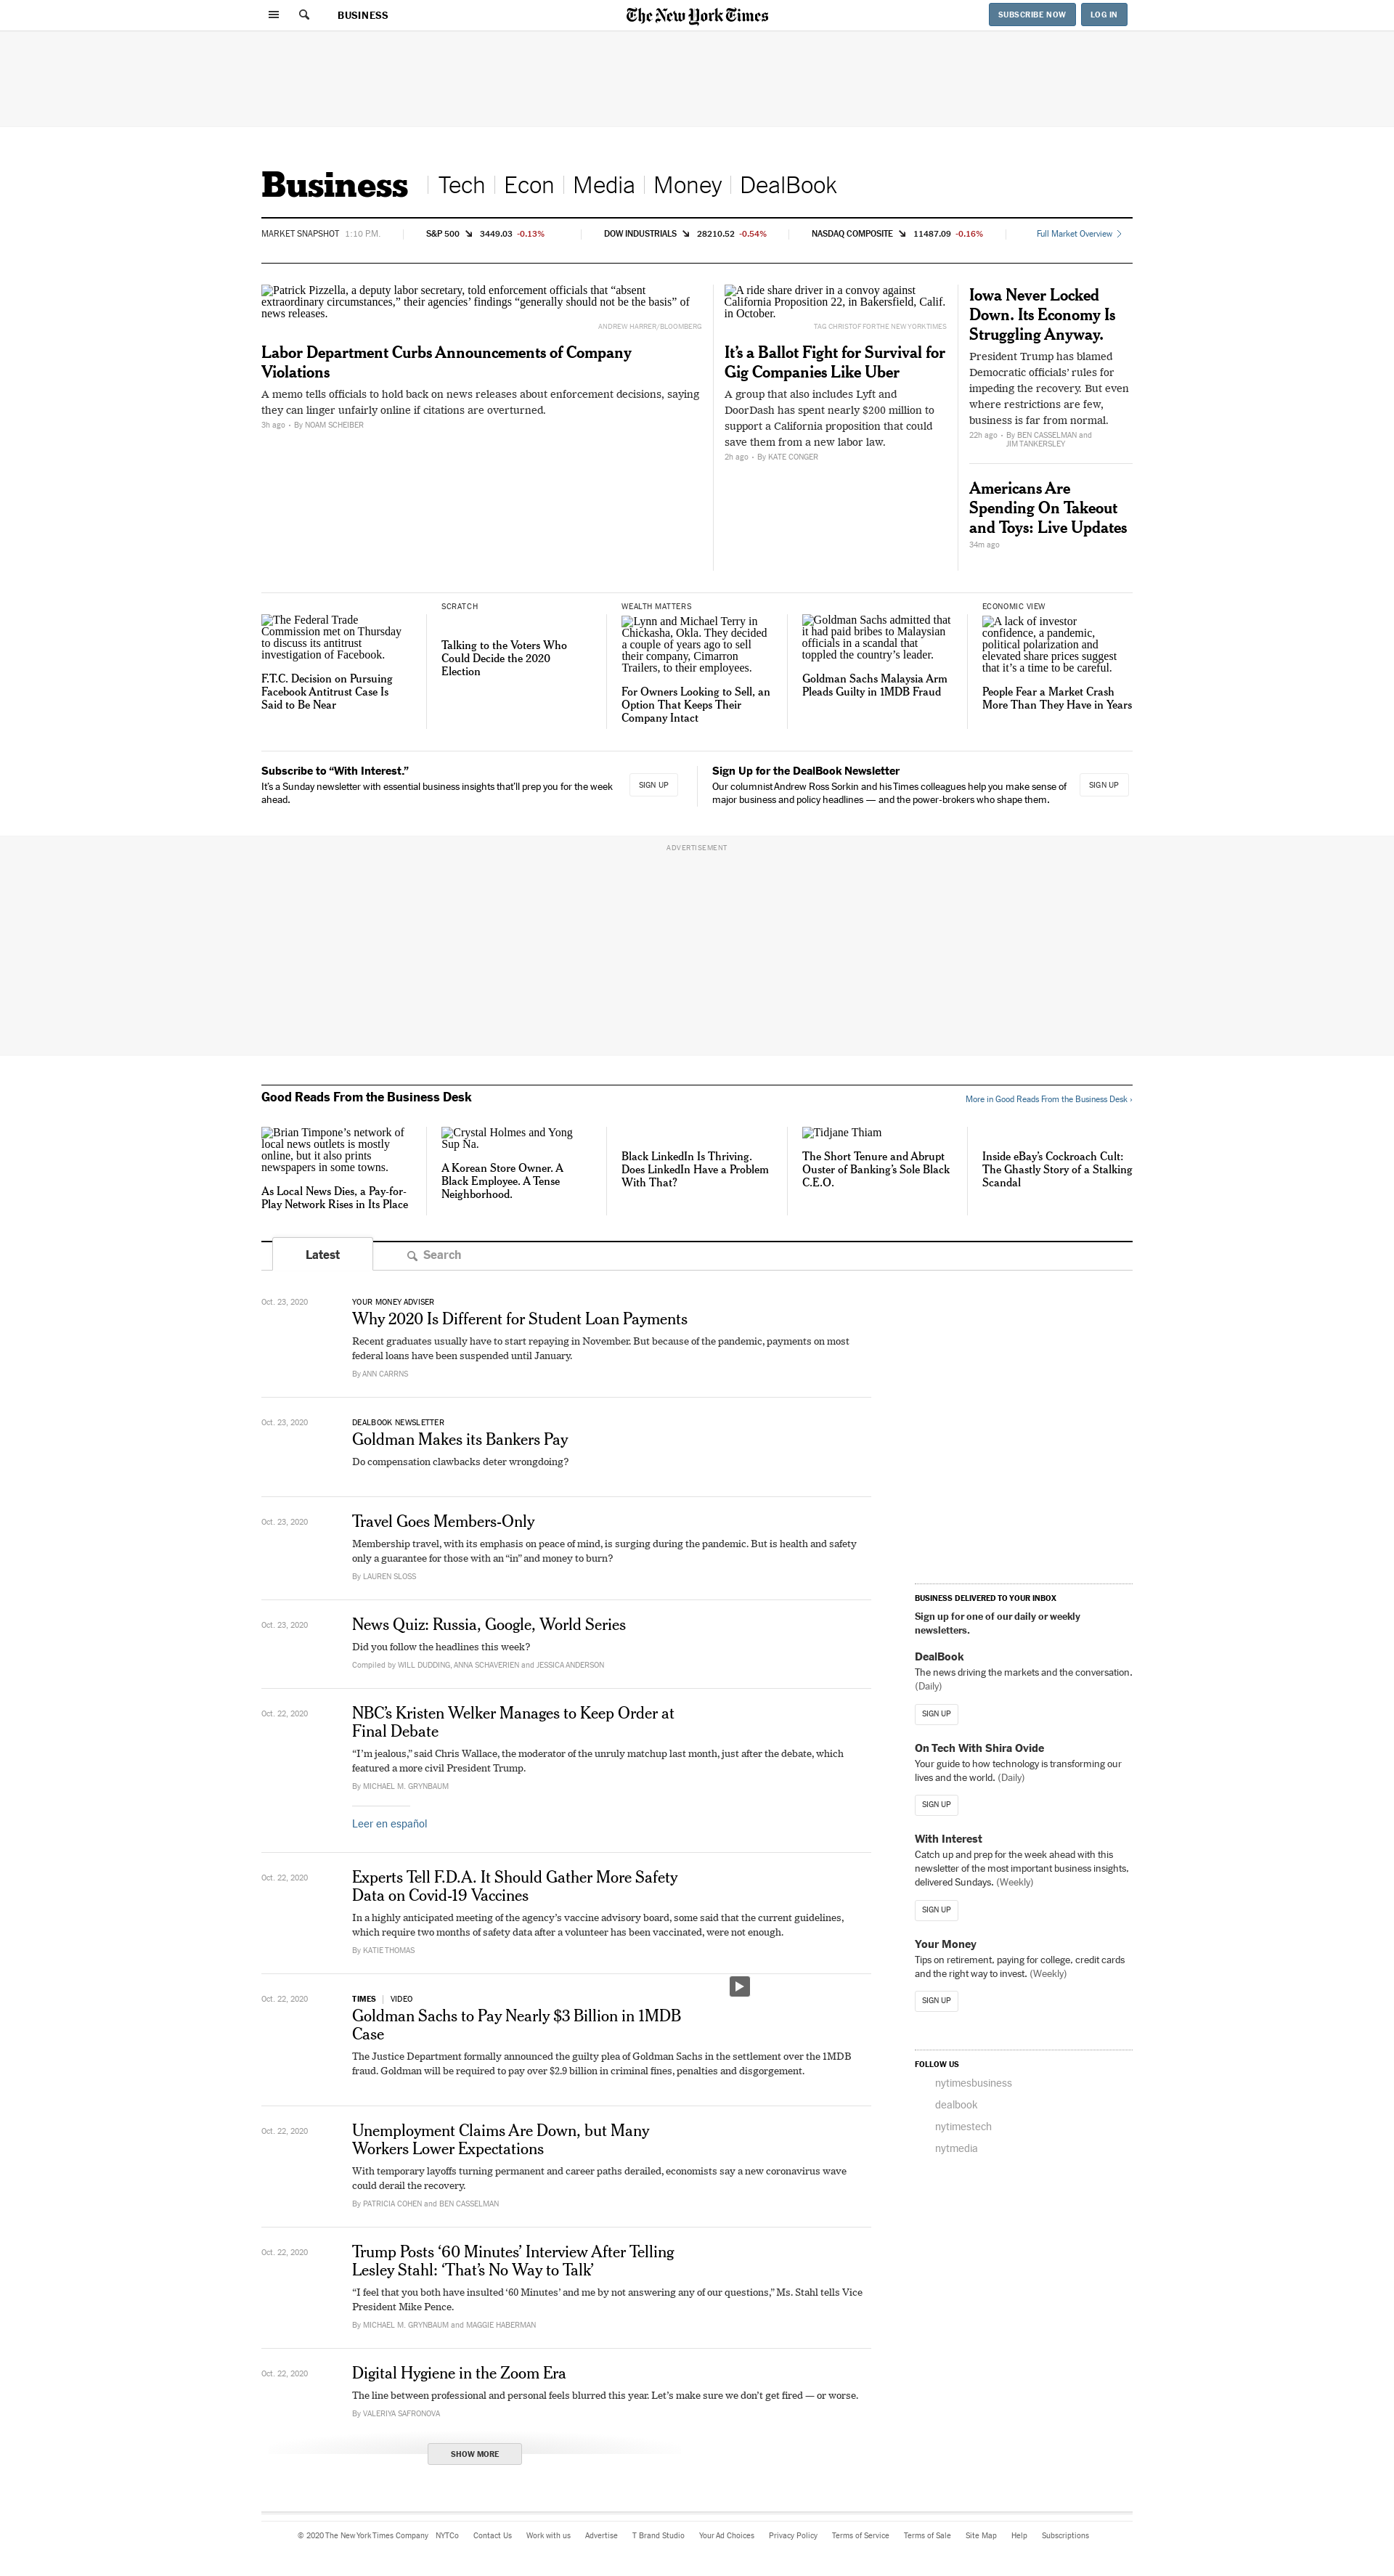 BUSINESS
The New York Times
SUBSCRIBE NOW
LOG IN
Business
Tech
Econ
Media
Money
DealBook
MARKET SNAPSHOT 1:10 P.M.
S&P 500 3449.03 -0.13%
DOW INDUSTRIALS 28210.52 -0.54%
NASDAQ COMPOSITE 11487.09 -0.16%
Full Market Overview
Patrick Pizzella, a deputy labor secretary, told enforcement officials that “absent
extraordinary circumstances,” their agencies’ findings “generally should not be the basis” of
news releases.
ANDREW HARRER/BLOOMBERG
Labor Department Curbs Announcements of Company
Violations
A memo tells officials to hold back on news releases about enforcement decisions, saying
they can linger unfairly online if citations are overturned.
3h ago • By NOAM SCHEIBER
A ride share driver in a convoy against
California Proposition 22, in Bakersfield, Calif.
in October.
TAG CHRISTOF FOR THE NEW YORK TIMES
It’s a Ballot Fight for Survival for
Gig Companies Like Uber
A group that also includes Lyft and
DoorDash has spent nearly $200 million to
support a California proposition that could
save them from a new labor law.
2h ago • By KATE CONGER
Iowa Never Locked
Down. Its Economy Is
Struggling Anyway.
President Trump has blamed
Democratic officials’ rules for
impeding the recovery. But even
where restrictions are few,
business is far from normal.
22h ago • By BEN CASSELMAN and
JIM TANKERSLEY
Americans Are
Spending On Takeout
and Toys: Live Updates
34m ago
The Federal Trade
Commission met on Thursday
to discuss its antitrust
investigation of Facebook.
F.T.C. Decision on Pursuing
Facebook Antitrust Case Is
Said to Be Near
SCRATCH
Talking to the Voters Who
Could Decide the 2020
Election
WEALTH MATTERS
Lynn and Michael Terry in
Chickasha, Okla. They decided
a couple of years ago to sell
their company, Cimarron
Trailers, to their employees.
For Owners Looking to Sell, an
Option That Keeps Their
Company Intact
Goldman Sachs admitted that
it had paid bribes to Malaysian
officials in a scandal that
toppled the country’s leader.
Goldman Sachs Malaysia Arm
Pleads Guilty in 1MDB Fraud
ECONOMIC VIEW
A lack of investor
confidence, a pandemic,
political polarization and
elevated share prices suggest
that it’s a time to be careful.
People Fear a Market Crash
More Than They Have in Years
Subscribe to “With Interest.”
It’s a Sunday newsletter with essential business insights that’ll prep you for the week
ahead.
SIGN UP
Sign Up for the DealBook Newsletter
Our columnist Andrew Ross Sorkin and his Times colleagues help you make sense of
major business and policy headlines — and the power-brokers who shape them.
SIGN UP
ADVERTISEMENT
Good Reads From the Business Desk
More in Good Reads From the Business Desk ›
Brian Timpone’s network of
local news outlets is mostly
online, but it also prints
newspapers in some towns.
As Local News Dies, a Pay-for-
Play Network Rises in Its Place
Crystal Holmes and Yong
Sup Na.
A Korean Store Owner. A
Black Employee. A Tense
Neighborhood.
Black LinkedIn Is Thriving.
Does LinkedIn Have a Problem
With That?
Tidjane Thiam
The Short Tenure and Abrupt
Ouster of Banking’s Sole Black
C.E.O.
Inside eBay’s Cockroach Cult:
The Ghastly Story of a Stalking
Scandal
Latest
Search
Oct. 23, 2020
YOUR MONEY ADVISER
Why 2020 Is Different for Student Loan Payments
Recent graduates usually have to start repaying in November. But because of the pandemic, payments on most
federal loans have been suspended until January.
By ANN CARRNS
Oct. 23, 2020
DEALBOOK NEWSLETTER
Goldman Makes its Bankers Pay
Do compensation clawbacks deter wrongdoing?
Oct. 23, 2020
Travel Goes Members-Only
Membership travel, with its emphasis on peace of mind, is surging during the pandemic. But is health and safety
only a guarantee for those with an “in” and money to burn?
By LAUREN SLOSS
Oct. 23, 2020
News Quiz: Russia, Google, World Series
Did you follow the headlines this week?
Compiled by WILL DUDDING, ANNA SCHAVERIEN and JESSICA ANDERSON
Oct. 22, 2020
NBC’s Kristen Welker Manages to Keep Order at
Final Debate
“I’m jealous,” said Chris Wallace, the moderator of the unruly matchup last month, just after the debate, which
featured a more civil President Trump.
By MICHAEL M. GRYNBAUM
Leer en español
Oct. 22, 2020
Experts Tell F.D.A. It Should Gather More Safety
Data on Covid-19 Vaccines
In a highly anticipated meeting of the agency’s vaccine advisory board, some said that the current guidelines,
which require two months of safety data after a volunteer has been vaccinated, were not enough.
By KATIE THOMAS
Oct. 22, 2020
TIMES | VIDEO
Goldman Sachs to Pay Nearly $3 Billion in 1MDB
Case
The Justice Department formally announced the guilty plea of Goldman Sachs in the settlement over the 1MDB
fraud. Goldman will be required to pay over $2.9 billion in criminal fines, penalties and disgorgement.
Oct. 22, 2020
Unemployment Claims Are Down, but Many
Workers Lower Expectations
With temporary layoffs turning permanent and career paths derailed, economists say a new coronavirus wave
could derail the recovery.
By PATRICIA COHEN and BEN CASSELMAN
Oct. 22, 2020
Trump Posts ‘60 Minutes’ Interview After Telling
Lesley Stahl: ‘That’s No Way to Talk’
“I feel that you both have insulted ‘60 Minutes’ and me by not answering any of our questions,” Ms. Stahl tells Vice
President Mike Pence.
By MICHAEL M. GRYNBAUM and MAGGIE HABERMAN
Oct. 22, 2020
Digital Hygiene in the Zoom Era
The line between professional and personal feels blurred this year. Let’s make sure we don’t get fired — or worse.
By VALERIYA SAFRONOVA
SHOW MORE
BUSINESS DELIVERED TO YOUR INBOX
Sign up for one of our daily or weekly
newsletters.
DealBook
The news driving the markets and the conversation.
(Daily)
SIGN UP
On Tech With Shira Ovide
Your guide to how technology is transforming our
lives and the world. (Daily)
SIGN UP
With Interest
Catch up and prep for the week ahead with this
newsletter of the most important business insights,
delivered Sundays. (Weekly)
SIGN UP
Your Money
Tips on retirement, paying for college, credit cards
and the right way to invest. (Weekly)
SIGN UP
FOLLOW US
nytimesbusiness
dealbook
nytimestech
nytmedia
© 2020 The New York Times Company NYTCo Contact Us Work with us Advertise T Brand Studio Your Ad Choices Privacy Policy Terms of Service Terms of Sale Site Map Help Subscriptions